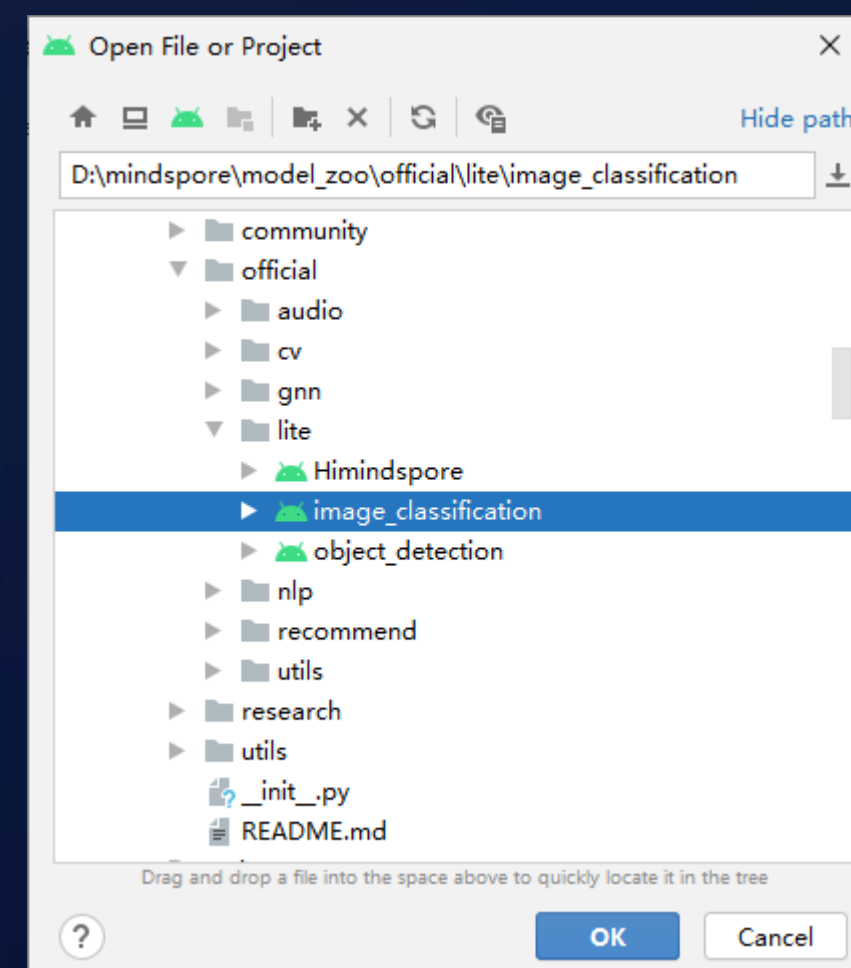 Open File or Project
Hide path
D:\mindspore\model_zoo\official\lite\image_classification
community
official
audio
cv
gnn
lite
Himindspore
image_classification
object_detection
nlp
recommend
utils
research
utils
__init__.py
README.md
Drag and drop a file into the space above to quickly locate it in the tree
?
OK
Cancel